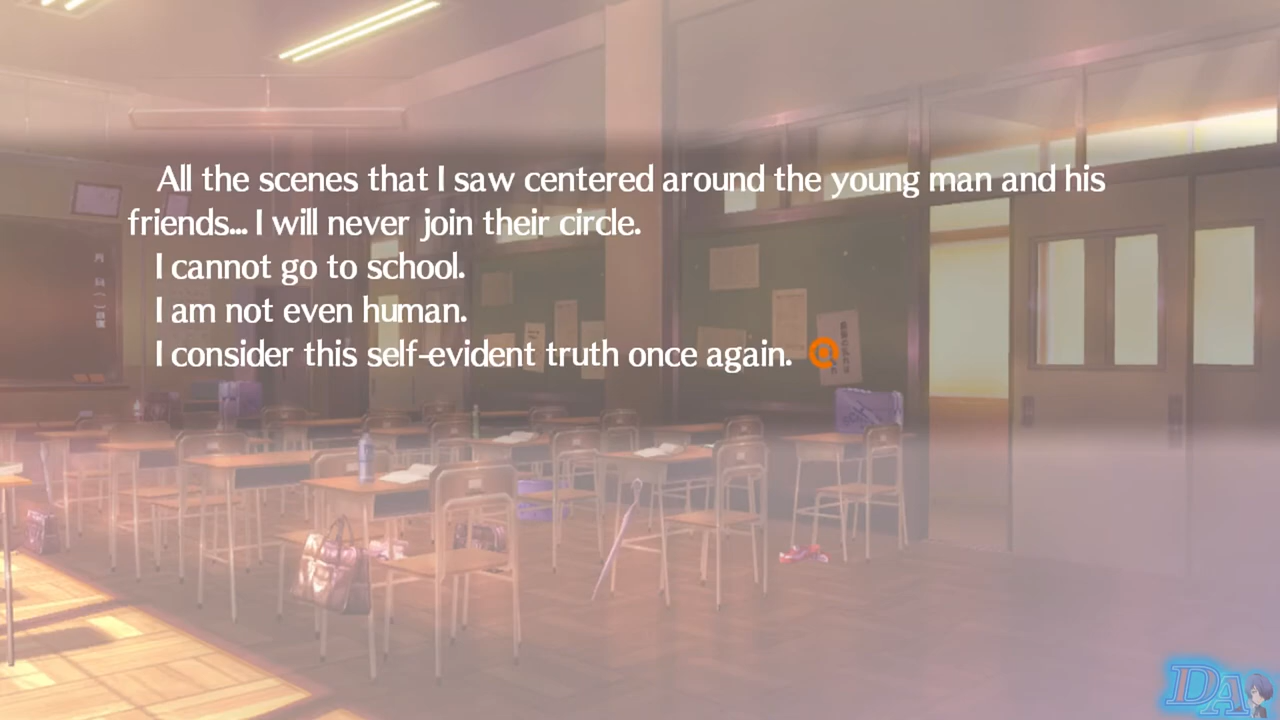 All the scenes that I saw centered around the young man and his
friends... I will never join their circle.
I cannot go to school.
I am not even human.
I consider this self-evident truth once again.
DA